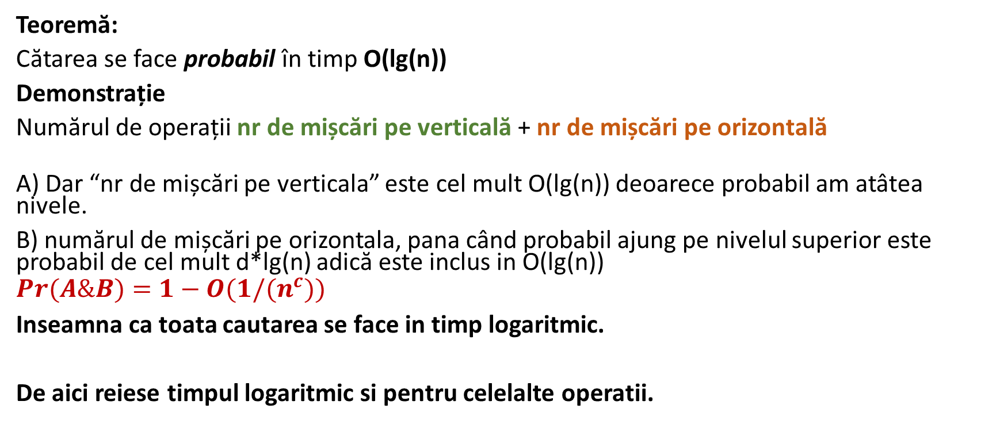 Teoremă:
Cătarea se face probabil în timp O(lg(n))
Demonstrație
Numărul de operații nr de mișcări pe verticală + nr de mișcări pe orizontală
A) Dar “nr de mișcări pe verticala” este cel mult O(lg(n)) deoarece probabil am atâtea
nivele.
B) numărul de mișcări pe orizontala, pana când probabil ajung pe nivelul superior este
probabil de cel mult d*lg(n) adică este inclus in O(lg(n))
Pr(A&B) = 1 − O(1/(n^c))
Inseamna ca toata cautarea se face in timp logaritmic.
De aici reiese timpul logaritmic si pentru celelalte operatii.